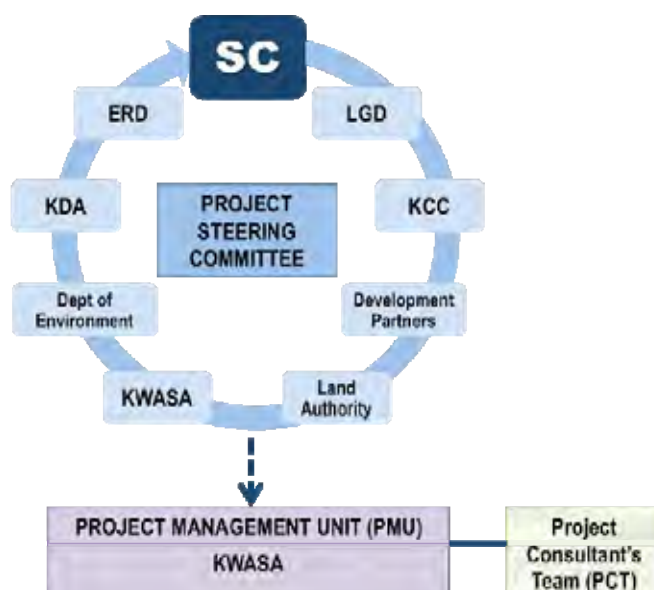 SC
ERD
LGD
KDA
PROJECT
STEERING
COMMITTEE
KCC
Dept of
Environment
Development
Partners
KWASA
Land
Authority
PROJECT MANAGEMENT UNIT (PMU)
KWASA
Project
Consultant's
Team (PCT)